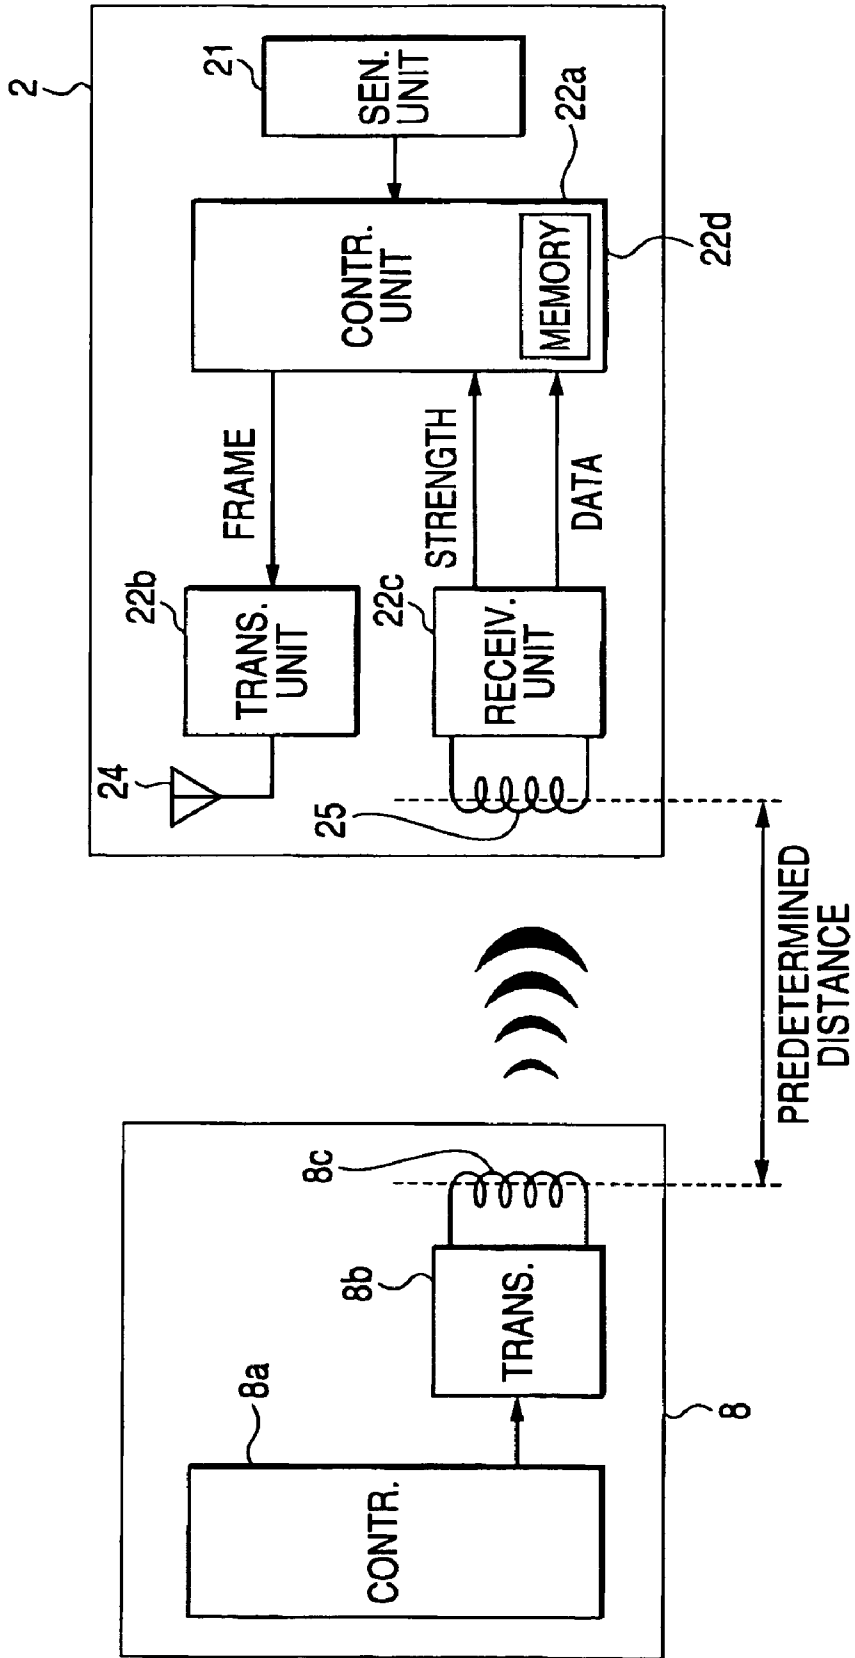 2
21
SEN.
UNIT
22a
CONTR.
UNIT
MEMORY
22d
FRAME
STRENGTH
DATA
22b
TRANS.
UNIT
22c
RECEIV.
UNIT
24
25
PREDETERMINED
DISTANCE
8c
8b
TRANS.
8a
CONTR.
8